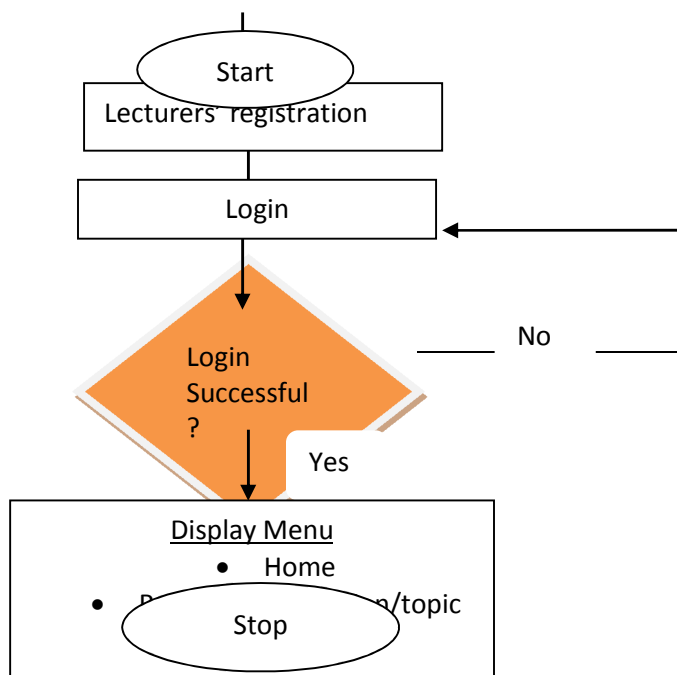 Start
Lecturers’ registration
Login
No
Login
Successful
?
Yes
Display Menu
• Home
• n/topic
Stop